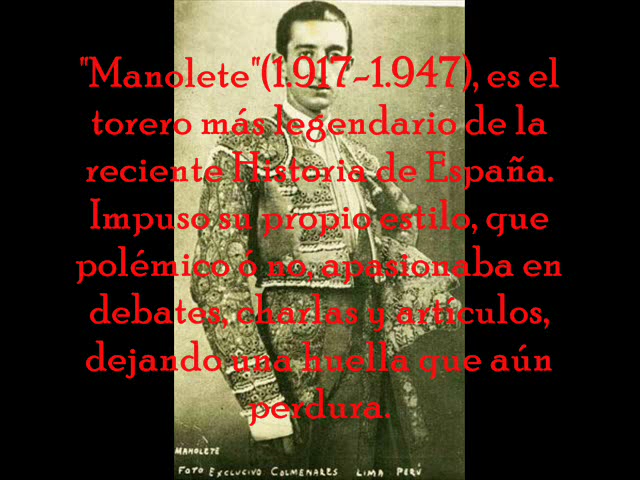 "Manolete"(1.917-1.947), es el
torero más legendario de la
reciente Historia de España.
Impuso su propio estilo, que
polémico ó no, apasionaba en
debates, charlas y artículos,
dejando una huella que aún
perdura.
MANOLETE
FOTO EXCLUCIVO COLMENARES LIMA PERÚ